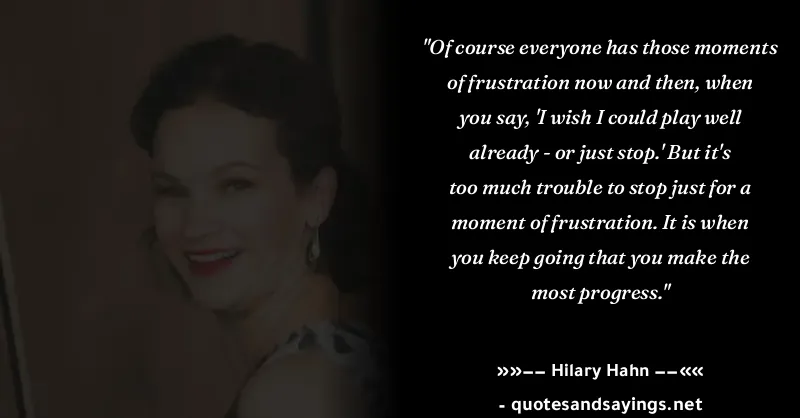 "Of course everyone has those moments
of frustration now and then, when
you say, 'I wish I could play well
already - or just stop.' But it's
too much trouble to stop just for a
moment of frustration. It is when
you keep going that you make the
most progress."
»»–– Hilary Hahn ––««
- quotesandsayings.net